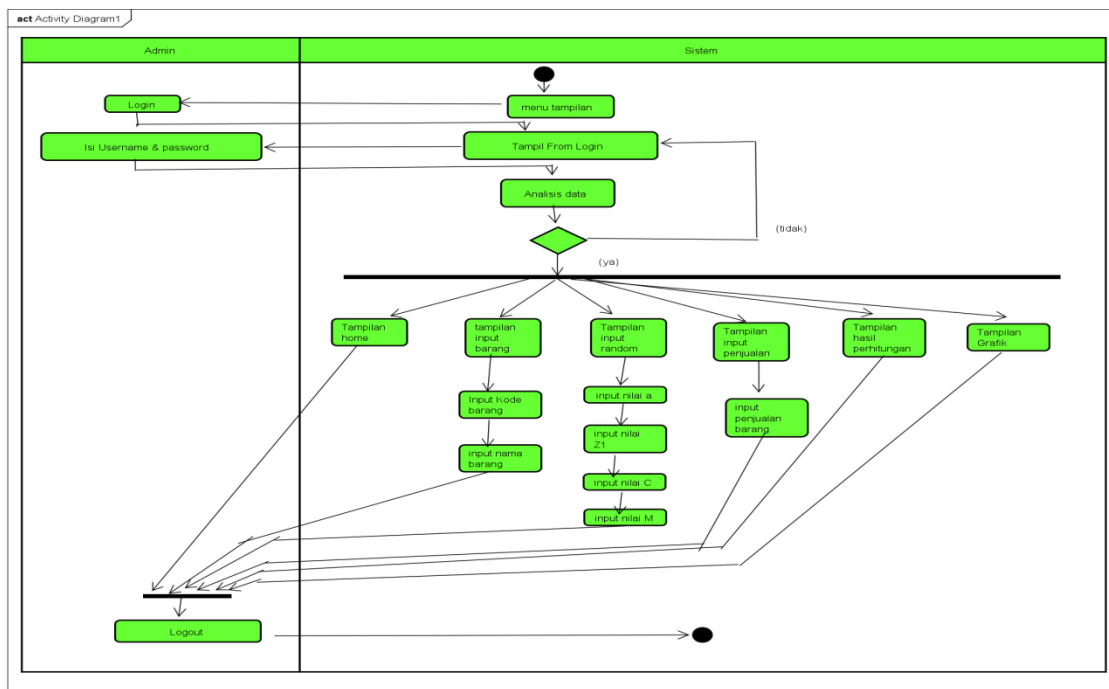 act Activity Diagram1
Admin
Sistem
Login
menu tampilan
Isi Username & password
Tampil From Login
Analisis data
(tidak)
(ya)
Tampilan
home
tampilan
input
barang
Tampilan
input
random
Tampilan
input
penjualan
Tampilan
hasil
perhitungan
Tampilan
Grafik
Input Kode
barang
input nilai a
input
penjualan
barang
input nama
barang
input nilai
Z1
input nilai C
input nilai M
Logout